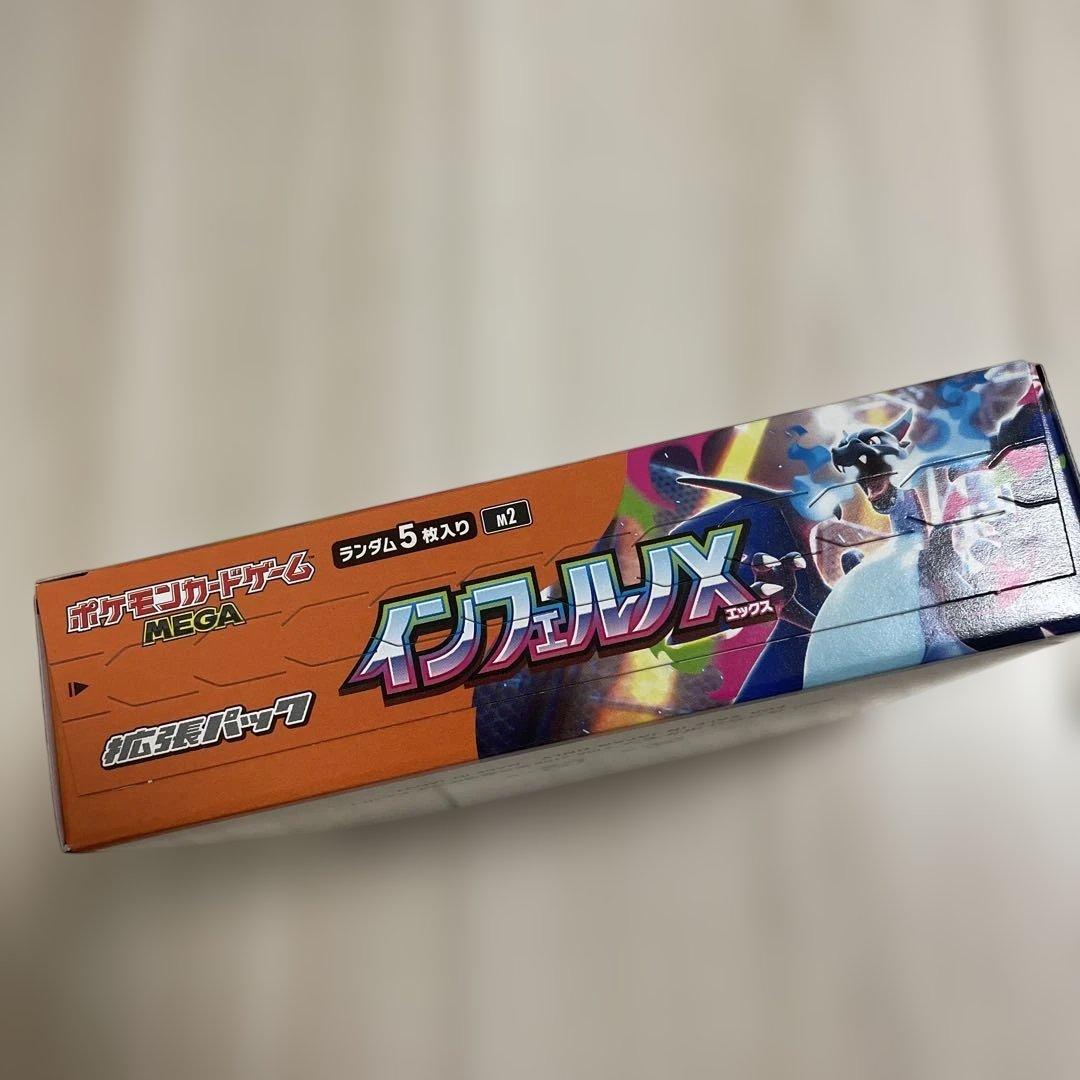 ポケモンカードゲーム
MEGA
ランダム5枚入り
M2
インフェルノX
エックス
拡張パック